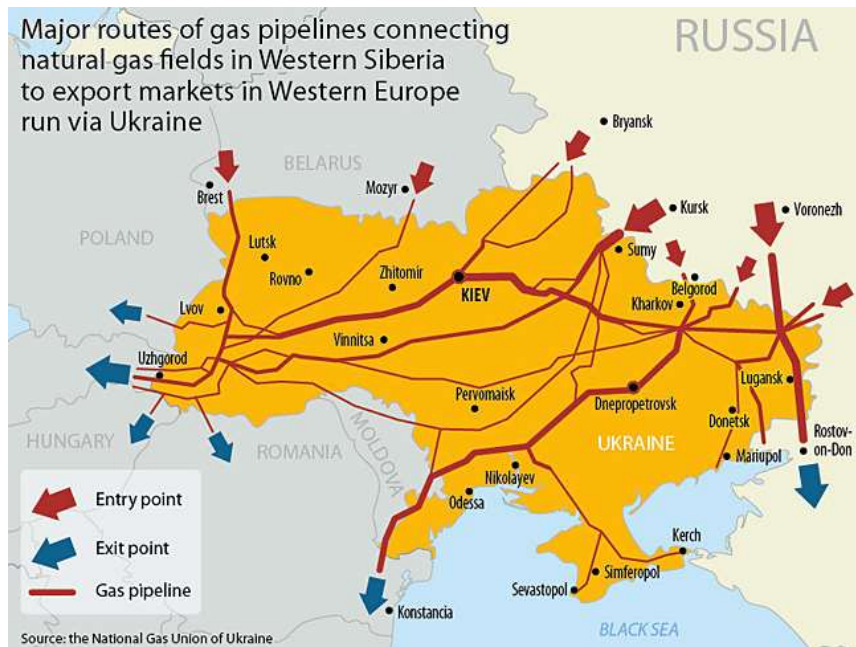 Major routes of gas pipelines connecting
natural gas fields in Western Siberia
to export markets in Western Europe
run via Ukraine
RUSSIA
Bryansk
BELARUS
Brest
Mozyr
Kursk
Voronezh
POLAND
Lutsk
Rovno
Zhitomir
KIEV
Sumy
Belgorod
Kharkov
Lvov
Vinnitsa
Uzhgorod
Pervomaisk
Dnepropetrovsk
Lugansk
Donetsk
HUNGARY
ROMANIA
MOLDOVA
UKRAINE
Rostov-
on-Don
Mariupol
Nikolayev
Odessa
Kerch
Simferopol
Sevastopol
Konstancia
BLACK SEA
Entry point
Exit point
Gas pipeline
Source: the National Gas Union of Ukraine